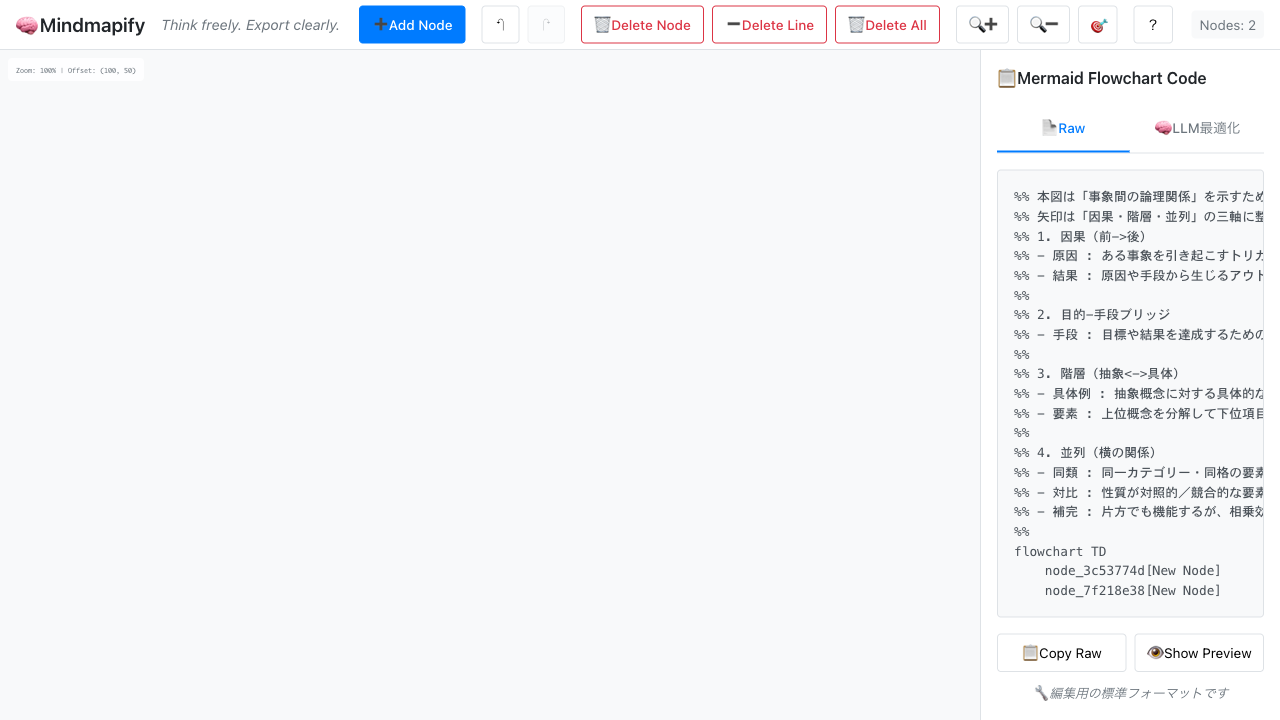 Mindmapify
Think freely. Export clearly.
Add Node
Delete Node
Delete Line
Delete All
?
Nodes: 2
Zoom: 100% | Offset: (100, 50)
Mermaid Flowchart Code
Raw
LLM最適化
%% 本図は「事象間の論理関係」を示すため
%% 矢印は「因果・階層・並列」の三軸に整
%% 1. 因果（前->後）
%% - 原因 : ある事象を引き起こすトリガ
%% - 結果 : 原因や手段から生じるアウト
%%
%% 2. 目的-手段ブリッジ
%% - 手段 : 目標や結果を達成するための
%%
%% 3. 階層（抽象<->具体）
%% - 具体例 : 抽象概念に対する具体的な
%% - 要素 : 上位概念を分解して下位項目
%%
%% 4. 並列（横の関係）
%% - 同類 : 同一カテゴリー・同格の要素
%% - 対比 : 性質が対照的／競合的な要素
%% - 補完 : 片方でも機能するが、相乗効
%%
flowchart TD
node_3c53774d[New Node]
node_7f218e38[New Node]
Copy Raw
Show Preview
編集用の標準フォーマットです